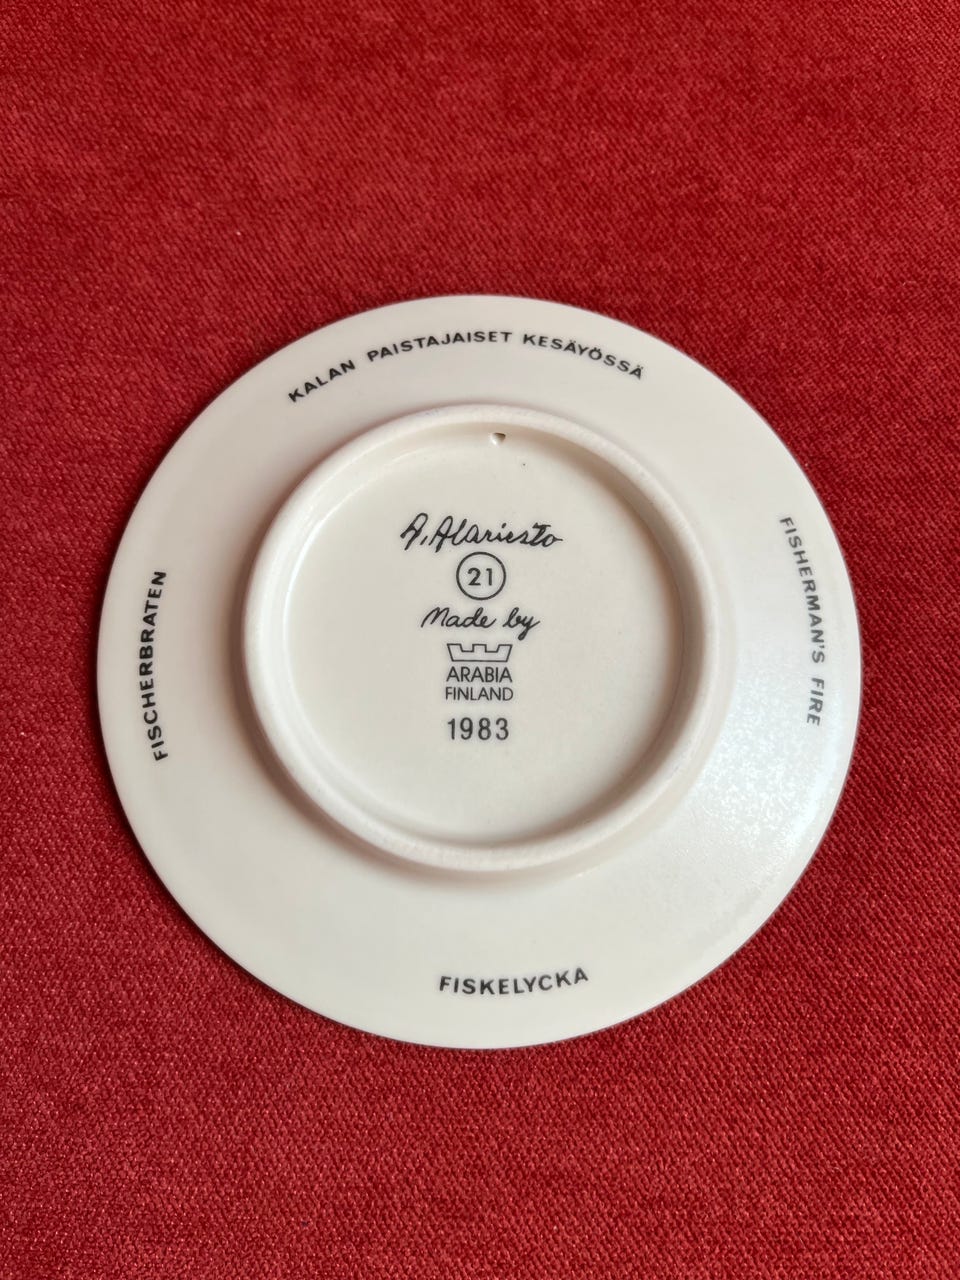 KALAN PAISTAJAISET KESÄYÖSSÄ
FISHERMAN'S FIRE
FISKELYCKA
FISCHERBRATEN
A. Alariesto
21
Made by
ARABIA
FINLAND
1983